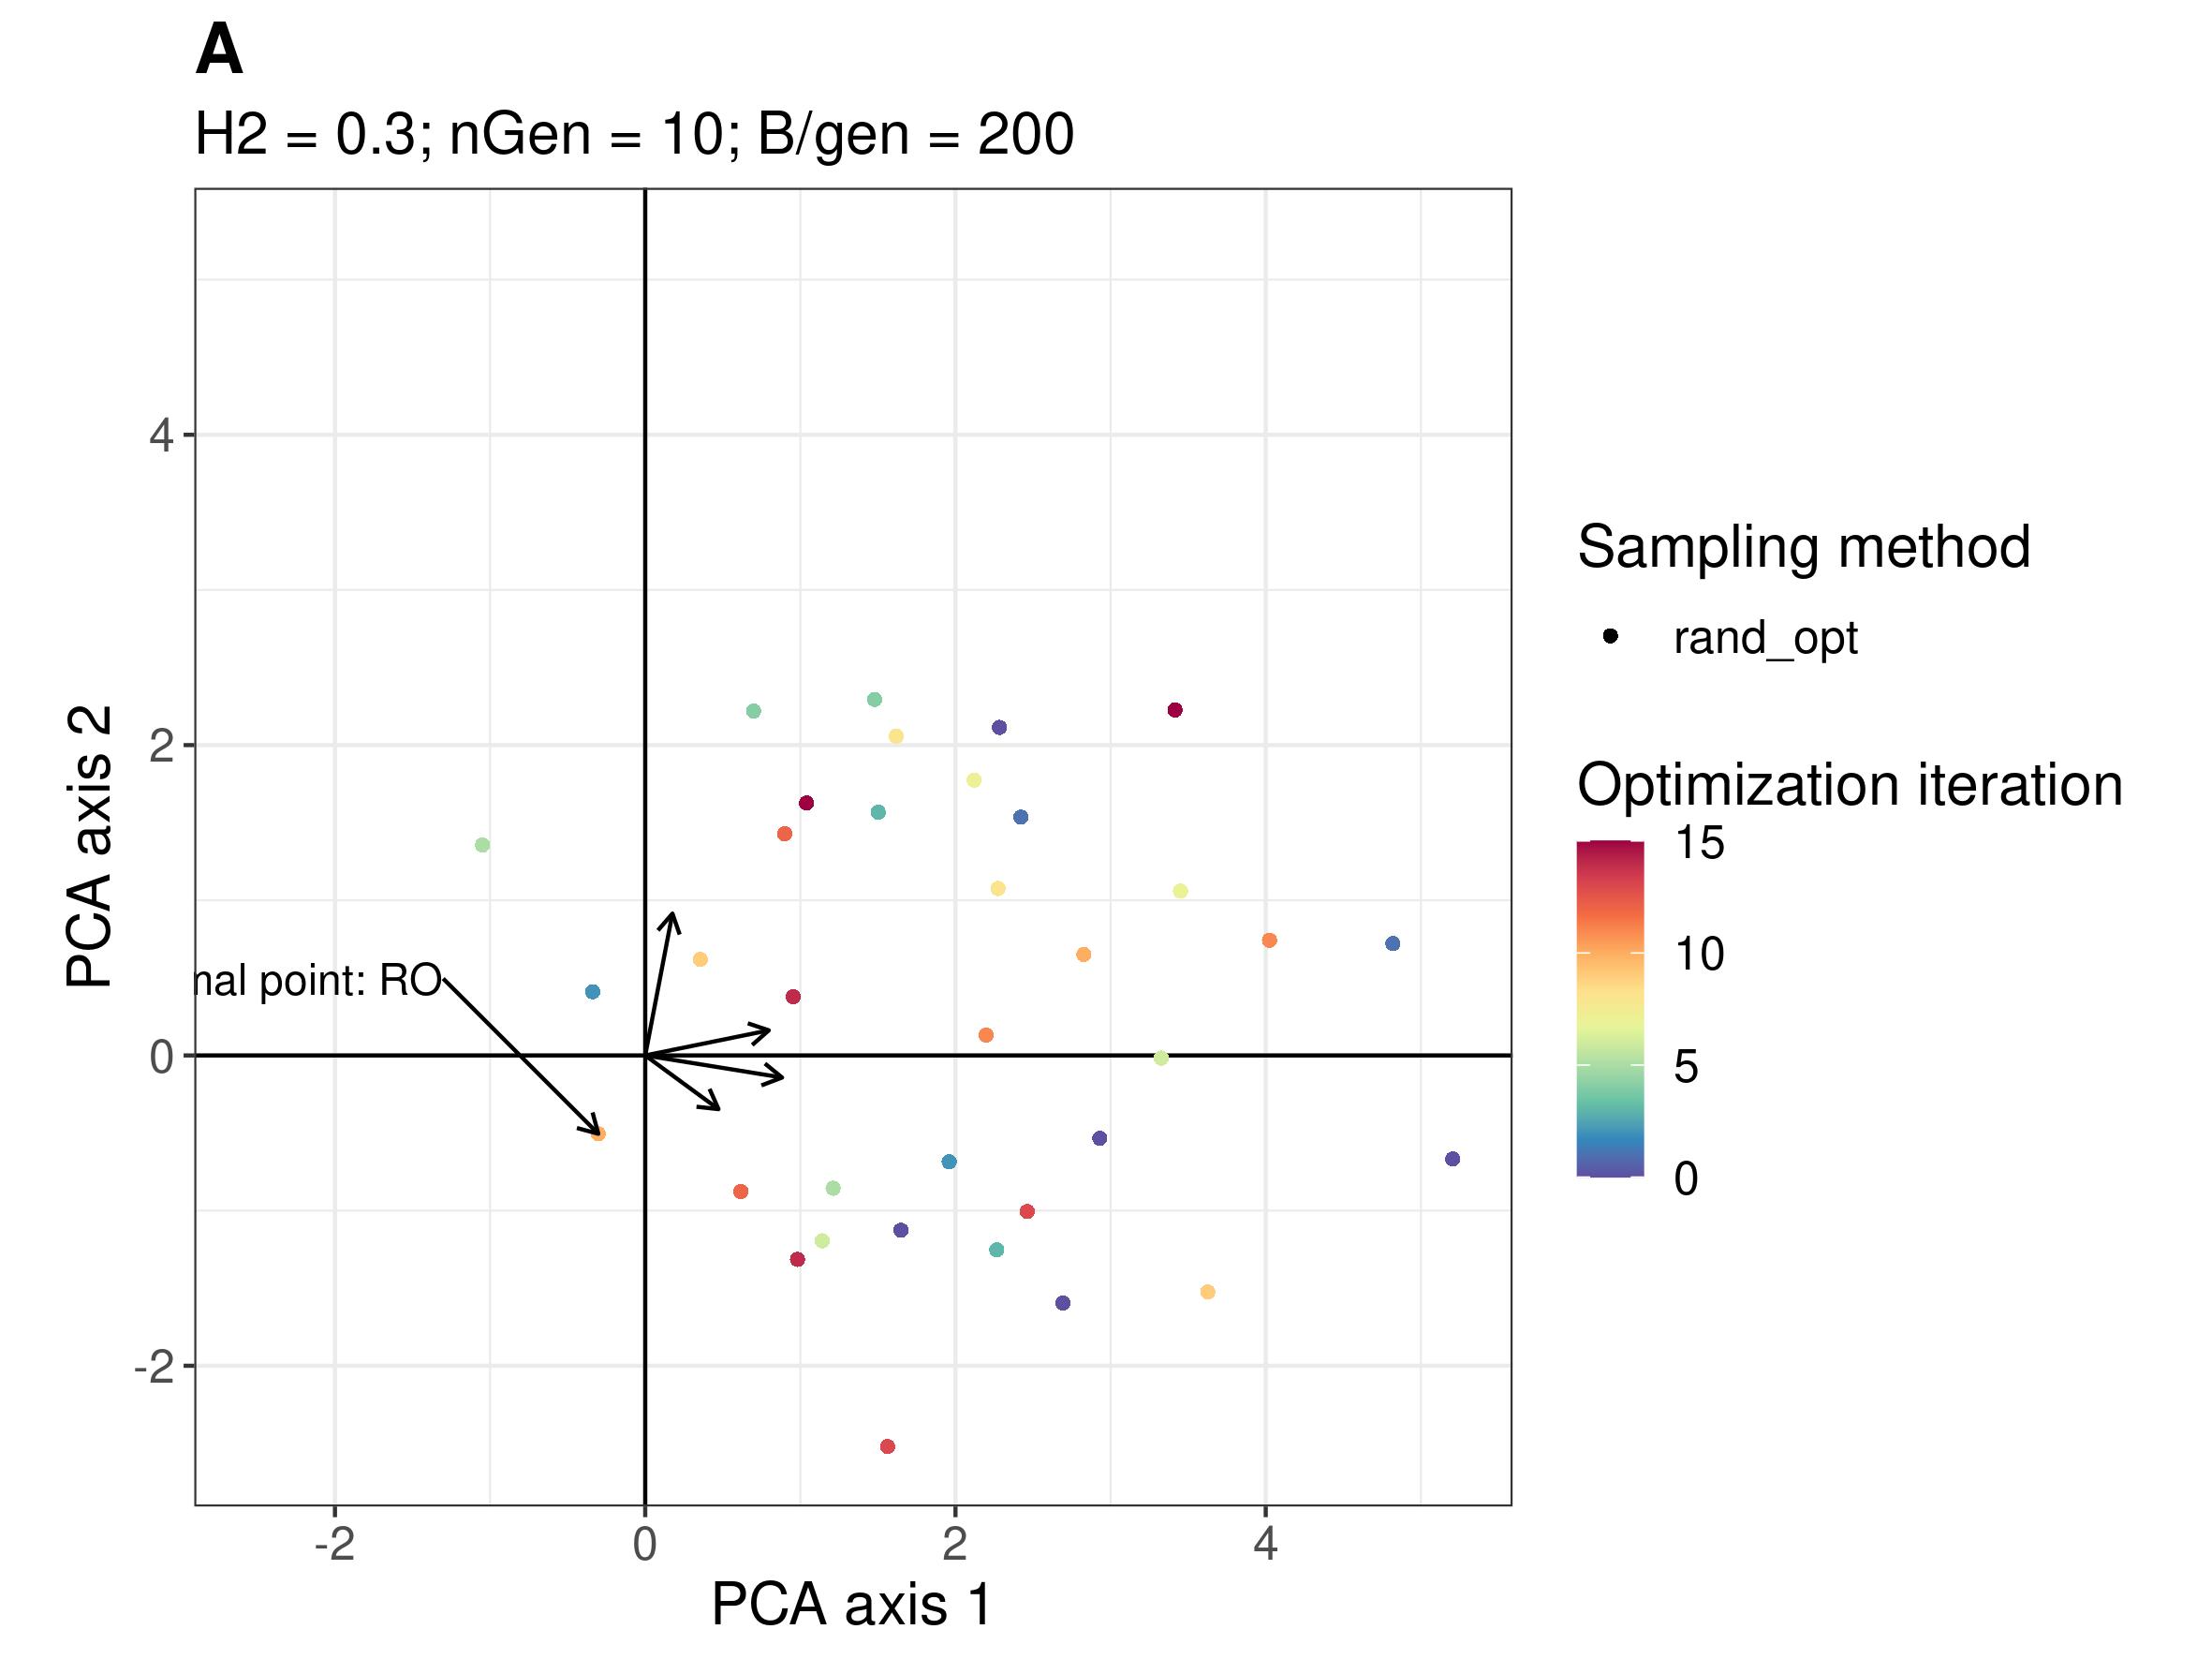 A
H2 = 0.3; nGen = 10; B/gen = 200
PCA axis 2
4
2
0
-2
nal point: RO
-2
0
2
4
PCA axis 1
Sampling method
rand_opt
Optimization iteration
15
10
5
0